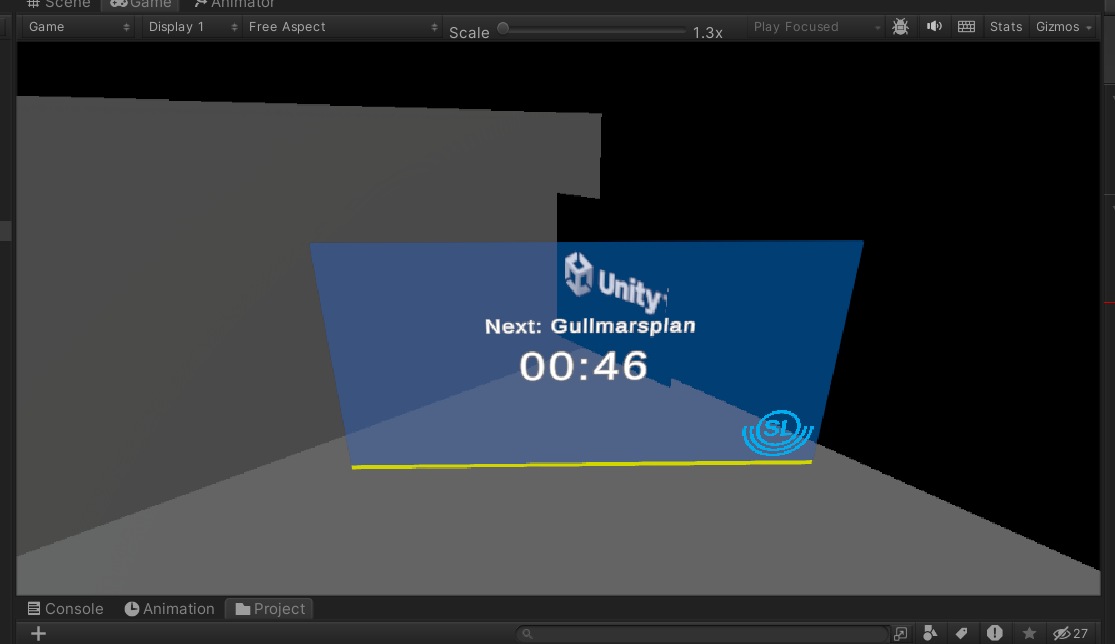 Scene Game Animator
Game Display 1 Free Aspect Scale 1.3x Play Focused Stats Gizmos
Unity
Next: Gullmarsplan
00:46
SL
Console Animation Project
27